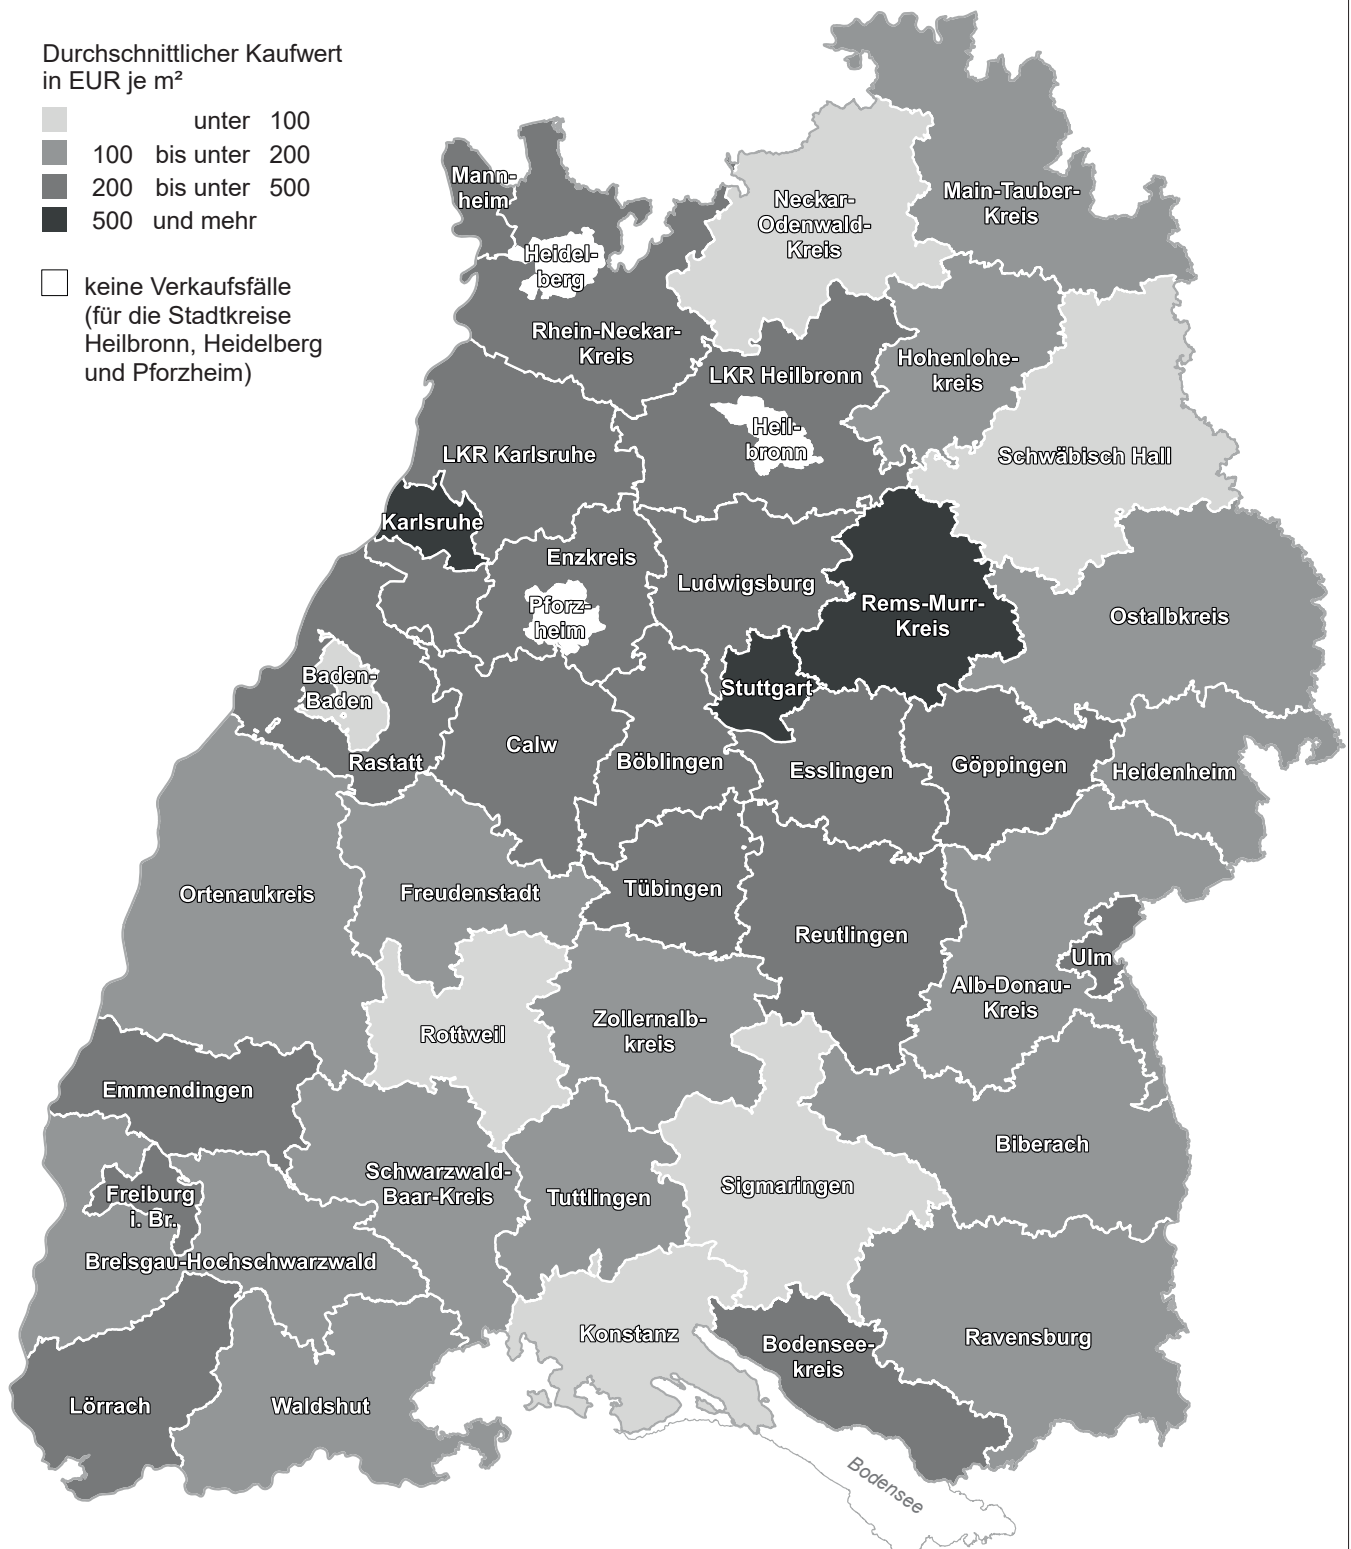 Durchschnittlicher Kaufwert
in EUR je m²
unter 100
100 bis unter 200
200 bis unter 500
500 und mehr
keine Verkaufsfälle
(für die Stadtkreise
Heilbronn, Heidelberg
und Pforzheim)
Mann-
heim
Heidel-
berg
Neckar-
Odenwald-
Kreis
Main-Tauber-
Kreis
Rhein-Neckar-
Kreis
LKR Heilbronn
Hohenlohe-
kreis
Heil-
bronn
LKR Karlsruhe
Schwäbisch Hall
Karlsruhe
Enzkreis
Ludwigsburg
Pforz-
heim
Rems-Murr-
Kreis
Ostalbkreis
Baden-
Baden
Stuttgart
Rastatt
Calw
Böblingen
Esslingen
Göppingen
Heidenheim
Ortenaukreis
Freudenstadt
Tübingen
Reutlingen
Ulm
Alb-Donau-
Kreis
Rottweil
Zollernalb-
kreis
Emmendingen
Biberach
Schwarzwald-
Baar-Kreis
Tuttlingen
Sigmaringen
Freiburg
i. Br.
Breisgau-Hochschwarzwald
Konstanz
Bodensee-
kreis
Ravensburg
Lörrach
Waldshut
Bodensee